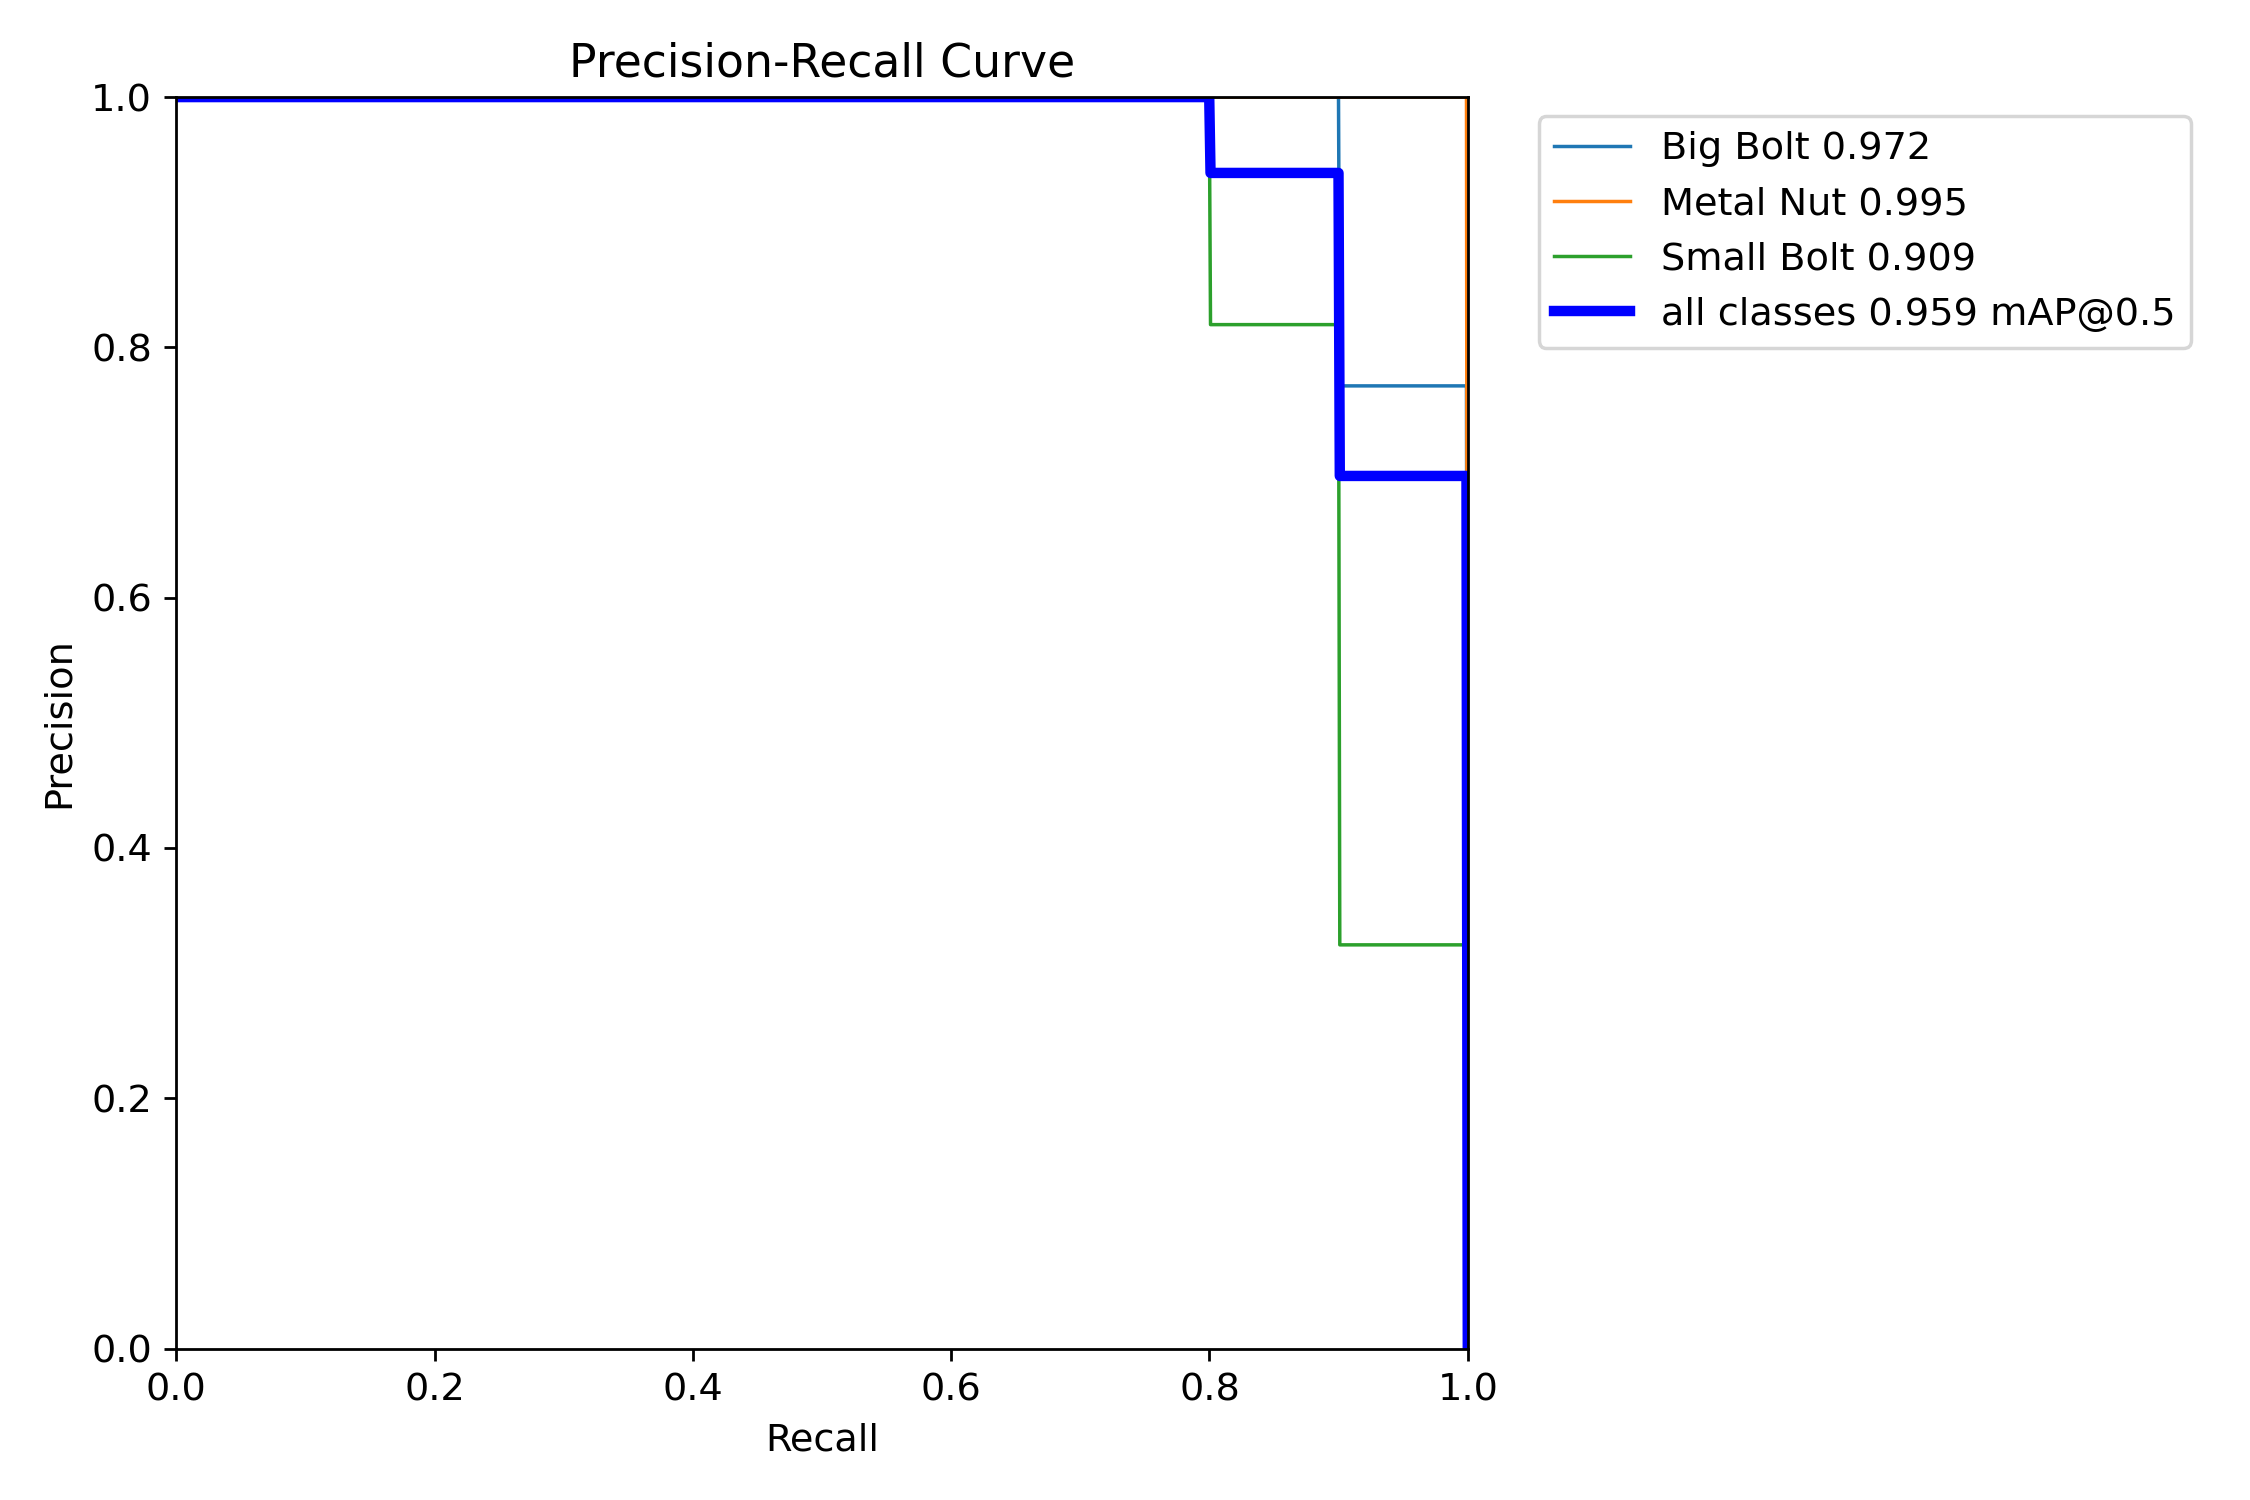 Precision-Recall Curve
1.0
0.8
0.6
0.4
0.2
0.0
Precision
0.0 0.2 0.4 0.6 0.8 1.0
Recall
Big Bolt 0.972
Metal Nut 0.995
Small Bolt 0.909
all classes 0.959 mAP@0.5